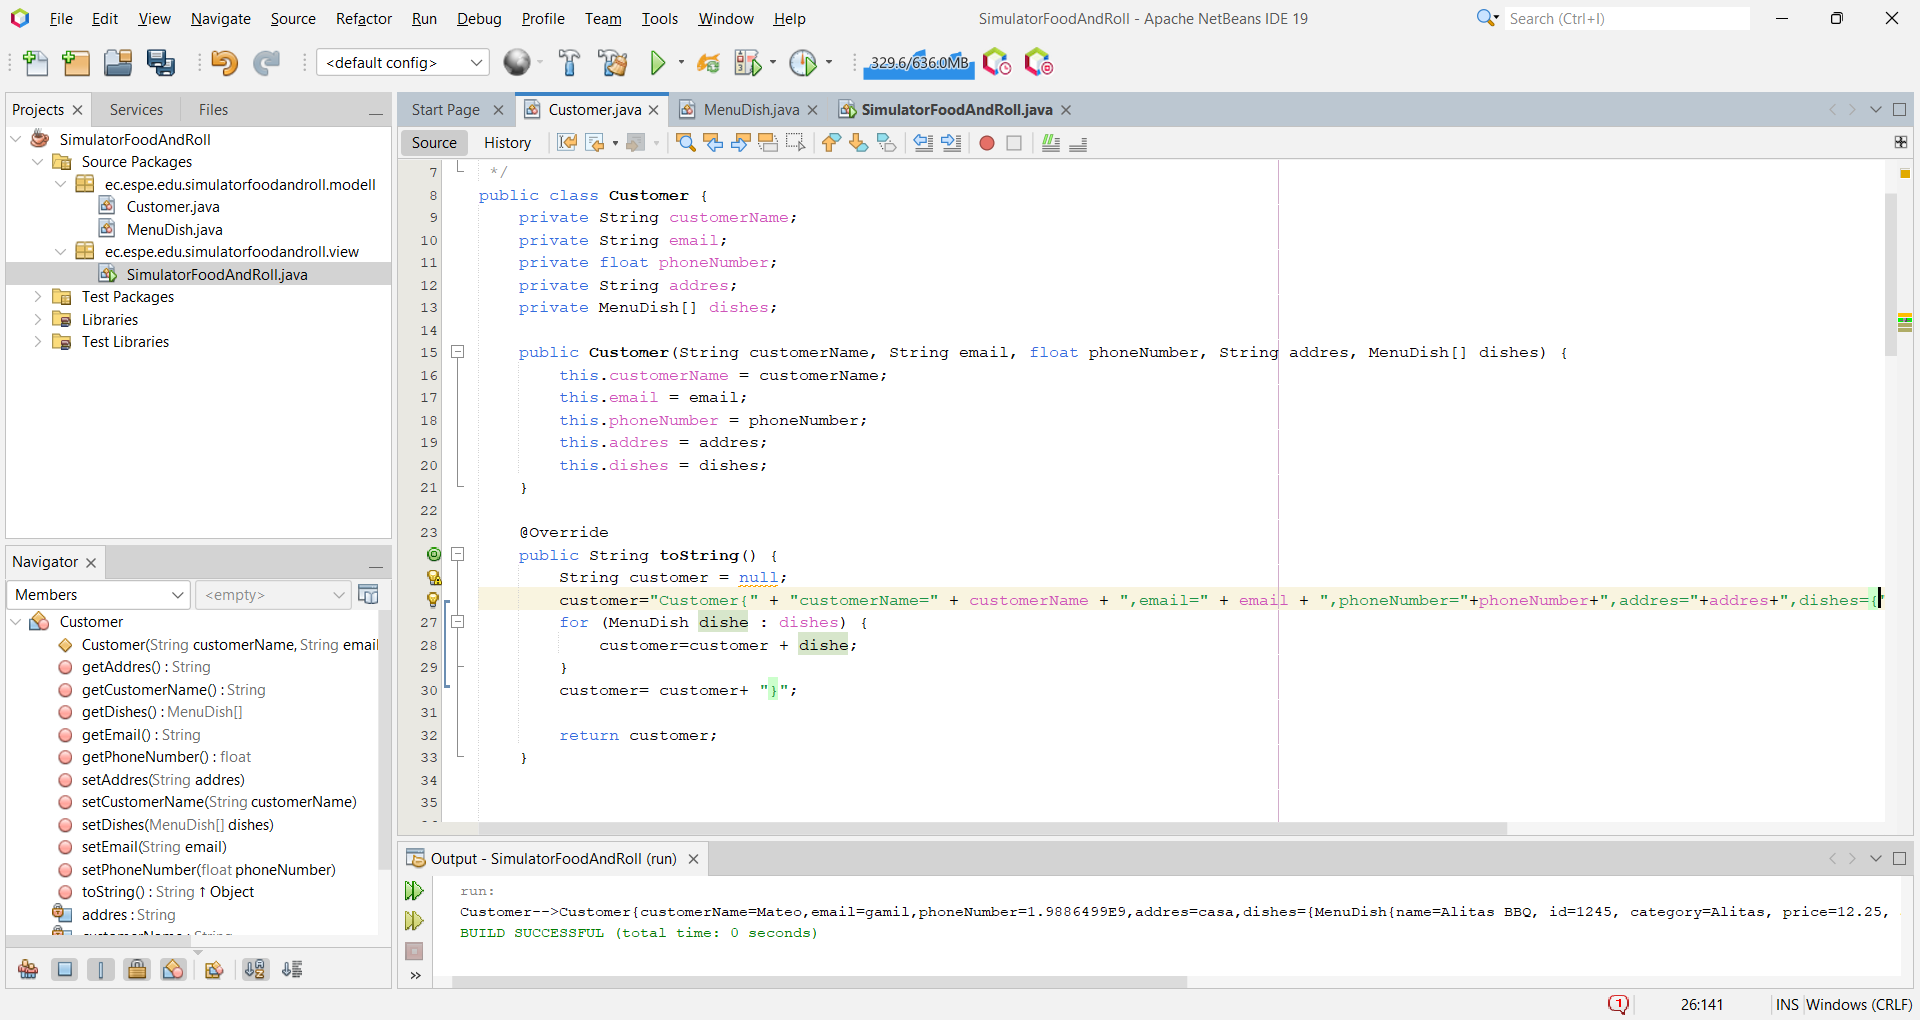 File Edit View Navigate Source Refactor Run Debug Profile Team Tools Window Help
SimulatorFoodAndRoll - Apache NetBeans IDE 19
Search (Ctrl+I)
<default config>
329.6/636.0MB
Projects Services Files
SimulatorFoodAndRoll
Source Packages
ec.espe.edu.simulatorfoodandroll.modell
Customer.java
MenuDish.java
ec.espe.edu.simulatorfoodandroll.view
SimulatorFoodAndRoll.java
Test Packages
Libraries
Test Libraries
Navigator
Members <empty>
Customer
Customer(String customerName, String email
getAddres() : String
getCustomerName() : String
getDishes() : MenuDish[]
getEmail() : String
getPhoneNumber() : float
setAddres(String addres)
setCustomerName(String customerName)
setDishes(MenuDish[] dishes)
setEmail(String email)
setPhoneNumber(float phoneNumber)
toString() : String ↑ Object
addres : String
Start Page Customer.java MenuDish.java SimulatorFoodAndRoll.java
Source History
7 */
8 public class Customer {
9 private String customerName;
10 private String email;
11 private float phoneNumber;
12 private String addres;
13 private MenuDish[] dishes;
14
15 public Customer(String customerName, String email, float phoneNumber, String addres, MenuDish[] dishes) {
16 this.customerName = customerName;
17 this.email = email;
18 this.phoneNumber = phoneNumber;
19 this.addres = addres;
20 this.dishes = dishes;
21 }
22
23 @Override
public String toString() {
String customer = null;
customer="Customer{" + "customerName=" + customerName + ",email=" + email + ",phoneNumber="+phoneNumber+",addres="+addres+",dishes={
27 for (MenuDish dishe : dishes) {
28 customer=customer + dishe;
29 }
30 customer= customer+ "}";
31
32 return customer;
33 }
34
35
Output - SimulatorFoodAndRoll (run)
run:
Customer-->Customer{customerName=Mateo,email=gamil,phoneNumber=1.9886499E9,addres=casa,dishes={MenuDish{name=Alitas BBQ, id=1245, category=Alitas, price=12.25,
BUILD SUCCESSFUL (total time: 0 seconds)
1 26:141 INS Windows (CRLF)